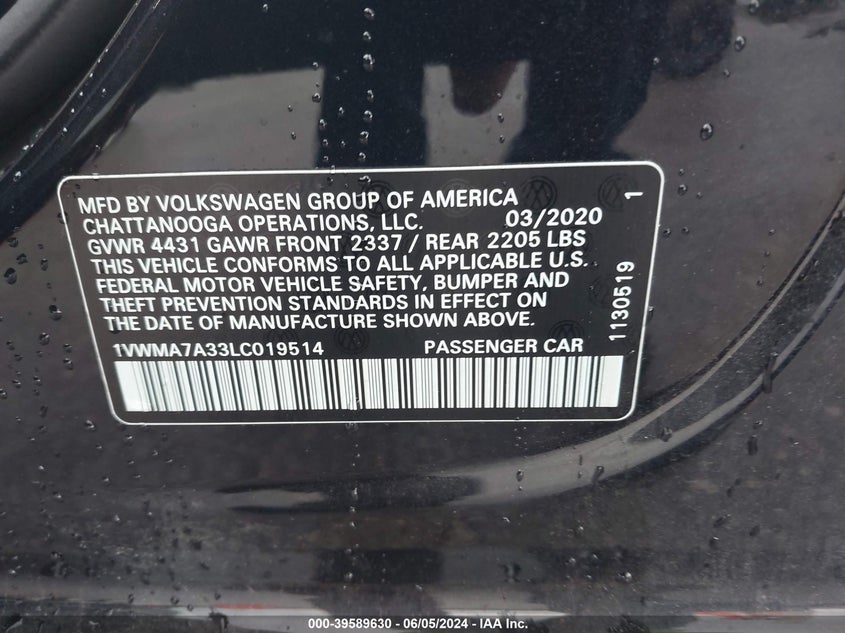 MFD BY VOLKSWAGEN GROUP OF AMERICA
CHATTANOOGA OPERATIONS, LLC. 03/2020
GVWR 4431 GAWR FRONT 2337 / REAR 2205 LBS
THIS VEHICLE CONFORMS TO ALL APPLICABLE U.S.
FEDERAL MOTOR VEHICLE SAFETY, BUMPER AND
THEFT PREVENTION STANDARDS IN EFFECT ON
THE DATE OF MANUFACTURE SHOWN ABOVE.
1VWMA7A33LC019514 PASSENGER CAR
1130519 1
000-39589630 - 06/05/2024 - IAA Inc.